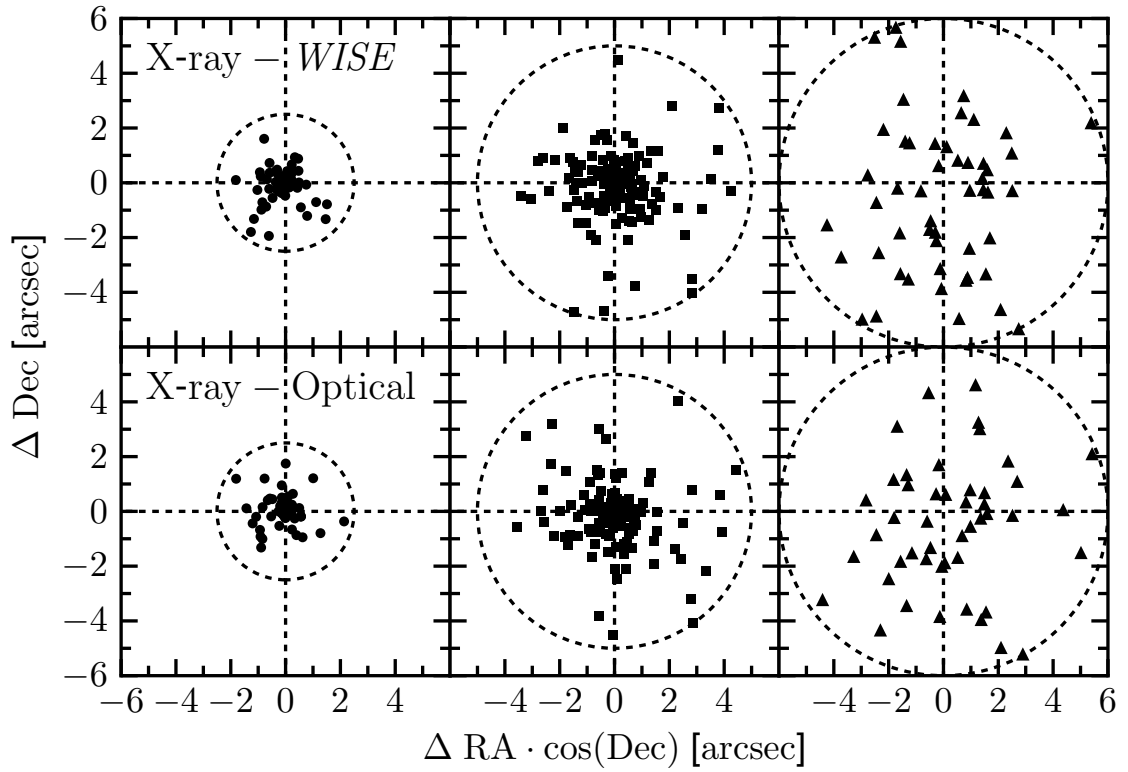 6
4
2
0
−2
−4
X-ray − WISE
4
2
0
−2
−4
−6
X-ray − Optical
−6 −4 −2 0 2 4
−4 −2 0 2 4
−4 −2 0 2 4 6
Δ Dec [arcsec]
Δ RA · cos(Dec) [arcsec]